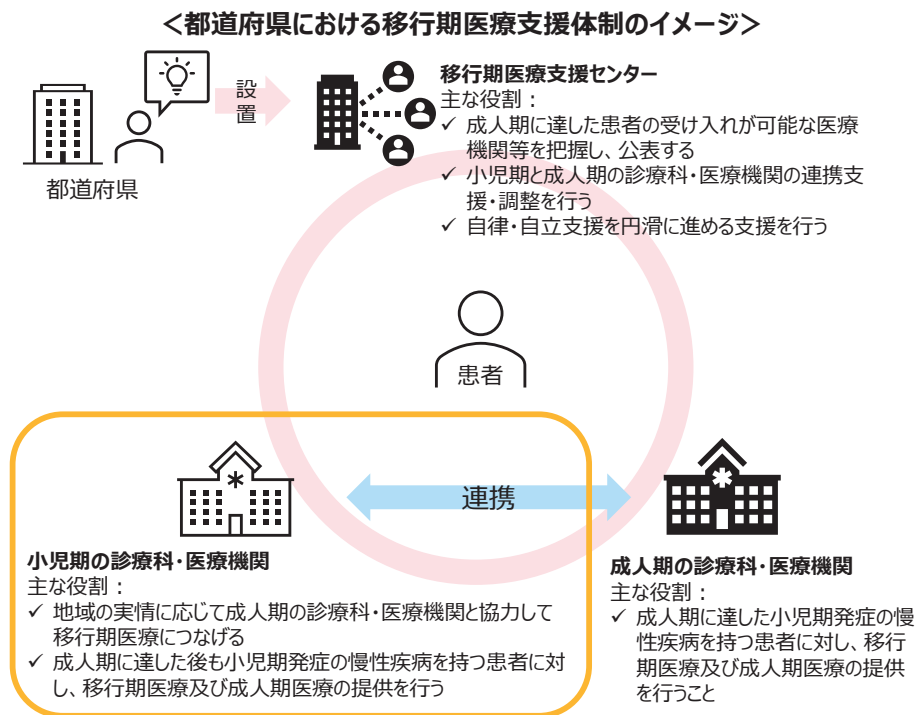 ＜都道府県における移行期医療支援体制のイメージ＞
設
置
都道府県
移行期医療支援センター
主な役割：
✓ 成人期に達した患者の受け入れが可能な医療
機関等を把握し、公表する
✓ 小児期と成人期の診療科・医療機関の連携支
援・調整を行う
✓ 自律・自立支援を円滑に進める支援を行う
患者
連携
小児期の診療科・医療機関
主な役割：
✓ 地域の実情に応じて成人期の診療科・医療機関と協力して
移行期医療につなげる
✓ 成人期に達した後も小児期発症の慢性疾病を持つ患者に対
し、移行期医療及び成人期医療の提供を行う
成人期の診療科・医療機関
主な役割：
✓ 成人期に達した小児期発症の慢
性疾病を持つ患者に対し、移行
期医療及び成人期医療の提供
を行うこと